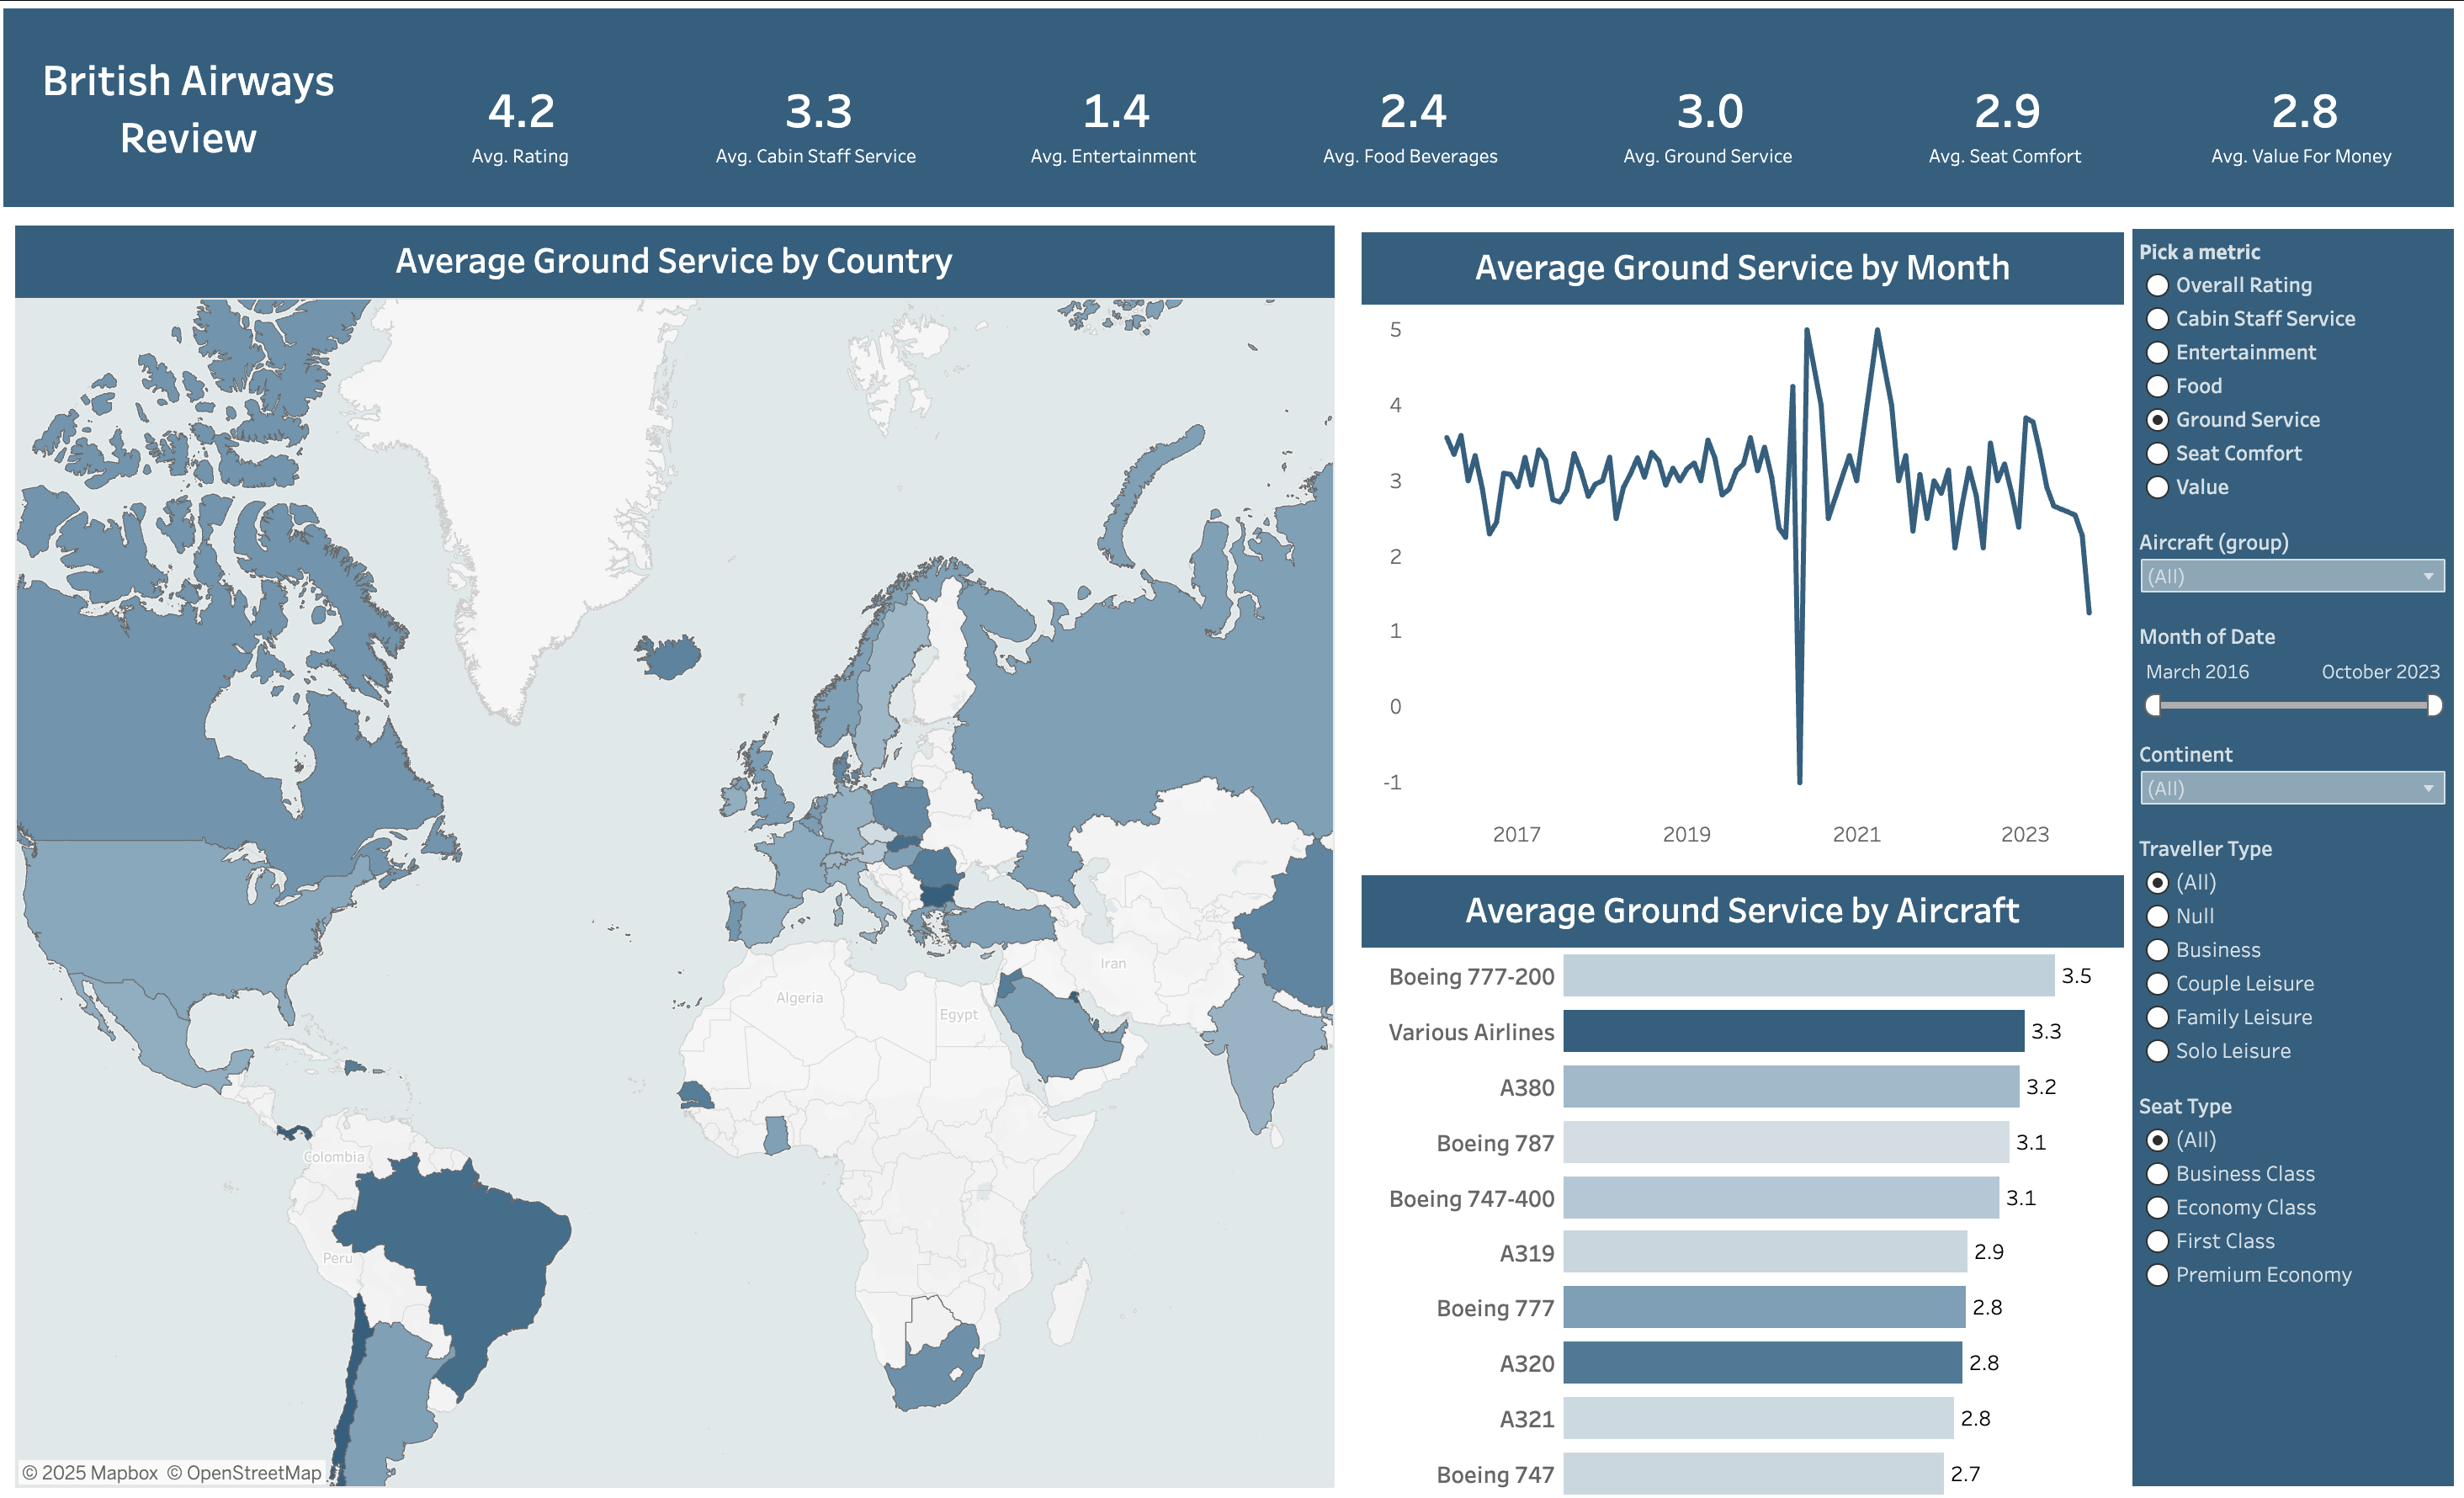 British Airways
Review
4.2
Avg. Rating
3.3
Avg. Cabin Staff Service
1.4
Avg. Entertainment
2.4
Avg. Food Beverages
3.0
Avg. Ground Service
2.9
Avg. Seat Comfort
2.8
Avg. Value For Money
Average Ground Service by Country
Iran
Algeria
Egypt
Colombia
Peru
© 2025 Mapbox © OpenStreetMap
Average Ground Service by Month
5
4
3
2
1
0
-1
2017
2019
2021
2023
Average Ground Service by Aircraft
Boeing 777-200 3.5
Various Airlines 3.3
A380 3.2
Boeing 787 3.1
Boeing 747-400 3.1
A319 2.9
Boeing 777 2.8
A320 2.8
A321 2.8
Boeing 747 2.7
Pick a metric
Overall Rating
Cabin Staff Service
Entertainment
Food
Ground Service
Seat Comfort
Value
Aircraft (group)
(All)
Month of Date
March 2016 October 2023
Continent
(All)
Traveller Type
(All)
Null
Business
Couple Leisure
Family Leisure
Solo Leisure
Seat Type
(All)
Business Class
Economy Class
First Class
Premium Economy